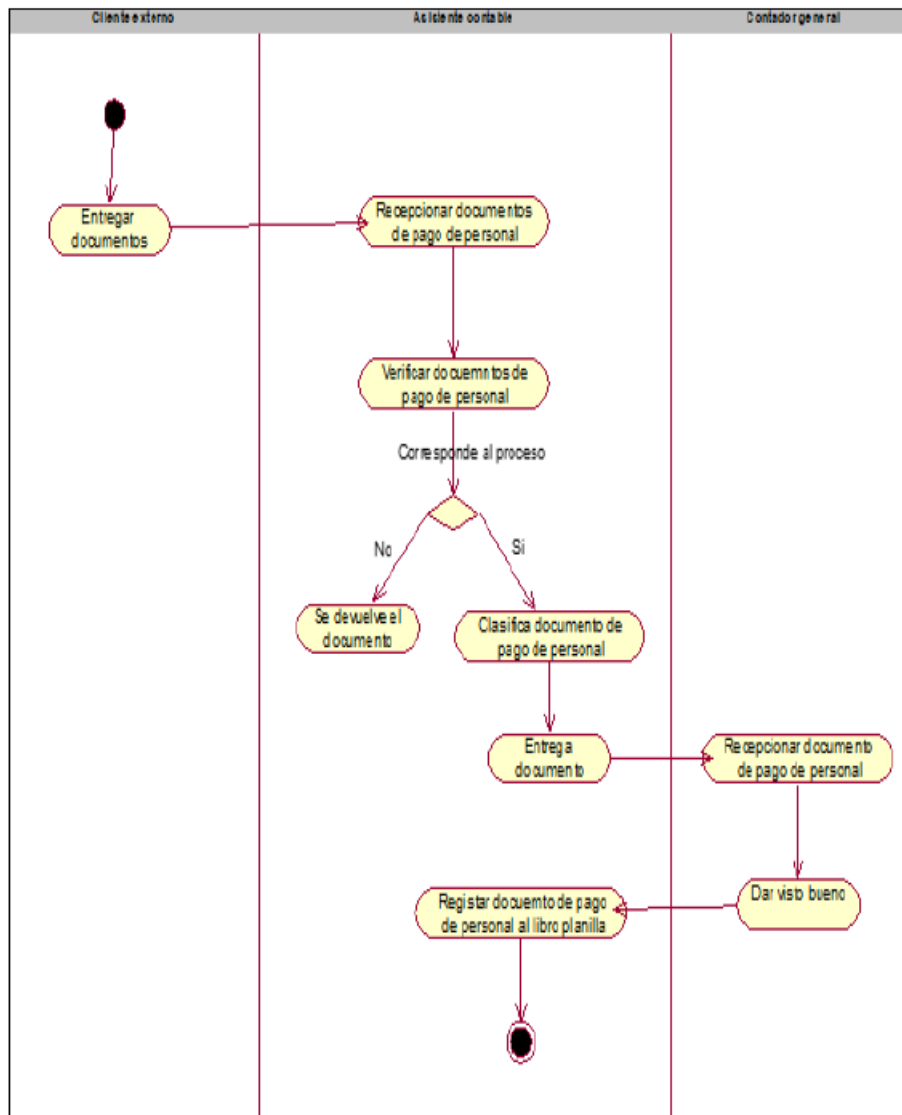 Cliente externo
Asistente contable
Contador general
Entregar
documentos
Recepcionar documentos
de pago de personal
Verificar docuemntos de
pago de personal
Corresponde al proceso
No
Si
Se devuelve el
documento
Clasifica documento de
pago de personal
Entrega
documento
Recepcionar documento
de pago de personal
Dar visto bueno
Registar docuemto de pago
de personal al libro planilla